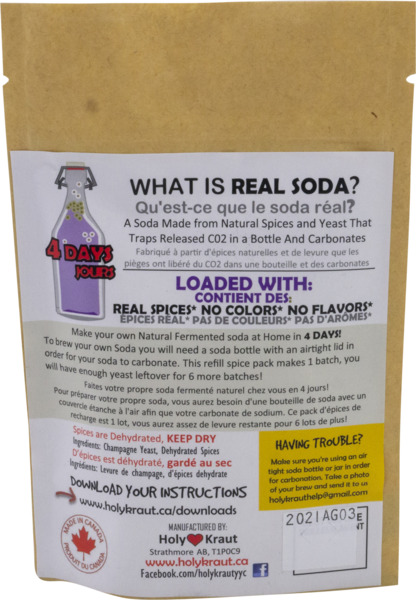 WHAT IS REAL SODA?
Qu'est-ce que le soda réal?
A Soda Made from Natural Spices and Yeast That
Traps Released C02 in a Bottle And Carbonates
Fabriqué à partir d'épices naturelles et de levure que les
pièges ont libéré du CO2 dans une bouteille et des carbonates
4 DAYS
JOURS
LOADED WITH:
CONTIENT DES:
REAL SPICES* NO COLORS* NO FLAVORS*
ÉPICES RÉAL* PAS DE COULEURS* PAS D'ARÔMES*
Make your own Natural Fermented soda at Home in 4 DAYS!
To brew your own Soda you will need a soda bottle with an airtight lid in
order for your soda to carbonate. This refill spice pack makes 1 batch, you
will have enough yeast leftover for 6 more batches!
Faites votre propre soda fermenté naturel chez vous en 4 jours!
Pour préparer votre propre soda, vous aurez besoin d'une bouteille de soda avec un
couvercle étanche à l'air afin que votre carbonate de sodium. Ce pack d'épices de
recharge est 1 lot, vous aurez assez de levure restante pour 6 lots de plus!
Spices are Dehydrated, KEEP DRY
Ingredients: Champagne Yeast, Dehydrated Spices
D'épices est déhydraté, gardé au sec
Ingrédients: Levure de champage, d'épices dehydraté
HAVING TROUBLE?
Make sure you're using an air
tight soda bottle or jar in order
for carbonation. Take a photo
of your brew and send it to us
holykrauthelp@gmail.com
DOWNLOAD YOUR INSTRUCTIONS
www.holykraut.ca/downloads
MADE IN CANADA
PRODUIT DU CANADA
MANUFACTURED BY:
Holy Kraut
Strathmore AB, T1P0C9
www.holykraut.ca
Facebook.com/holykrautyyc f
2021AG03